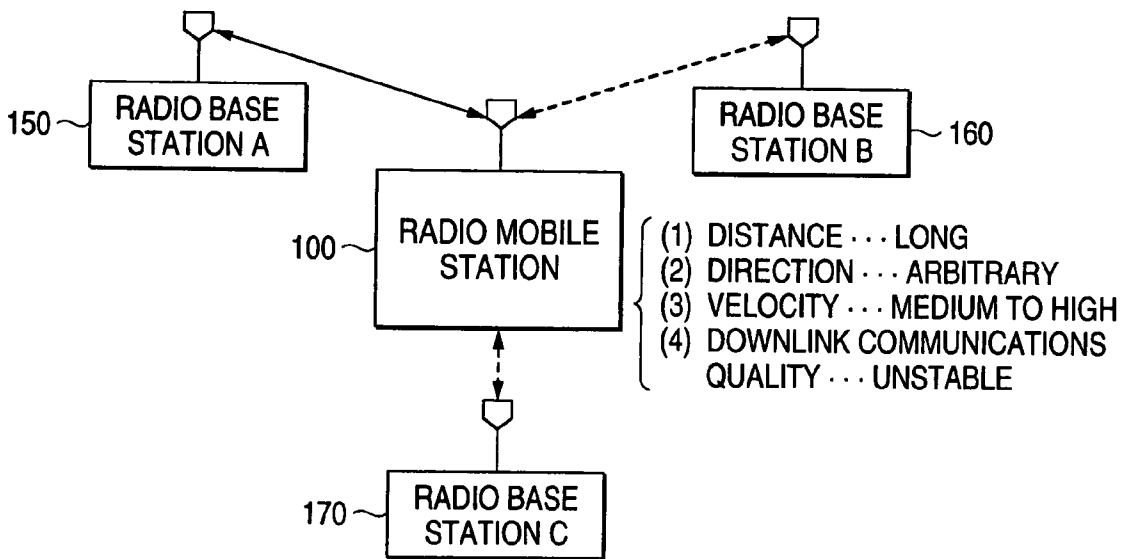 150
RADIO BASE
STATION A
RADIO BASE
STATION B
160
100
RADIO MOBILE
STATION
(1) DISTANCE ··· LONG
(2) DIRECTION ··· ARBITRARY
(3) VELOCITY ··· MEDIUM TO HIGH
(4) DOWNLINK COMMUNICATIONS
QUALITY ··· UNSTABLE
170
RADIO BASE
STATION C